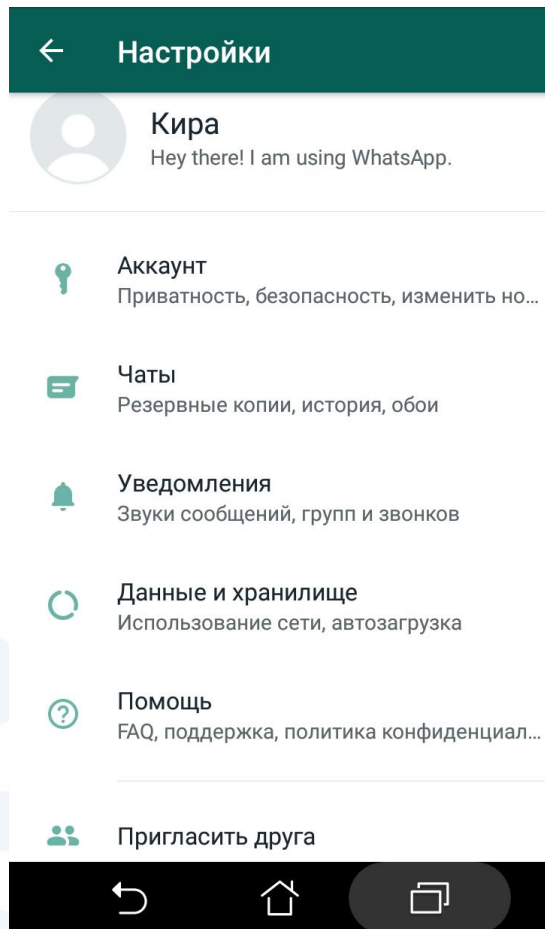 Настройки
Кира
Hey there! I am using WhatsApp.
Аккаунт
Приватность, безопасность, изменить но...
Чаты
Резервные копии, история, обои
Уведомления
Звуки сообщений, групп и звонков
Данные и хранилище
Использование сети, автозагрузка
Помощь
FAQ, поддержка, политика конфиденциал...
Пригласить друга